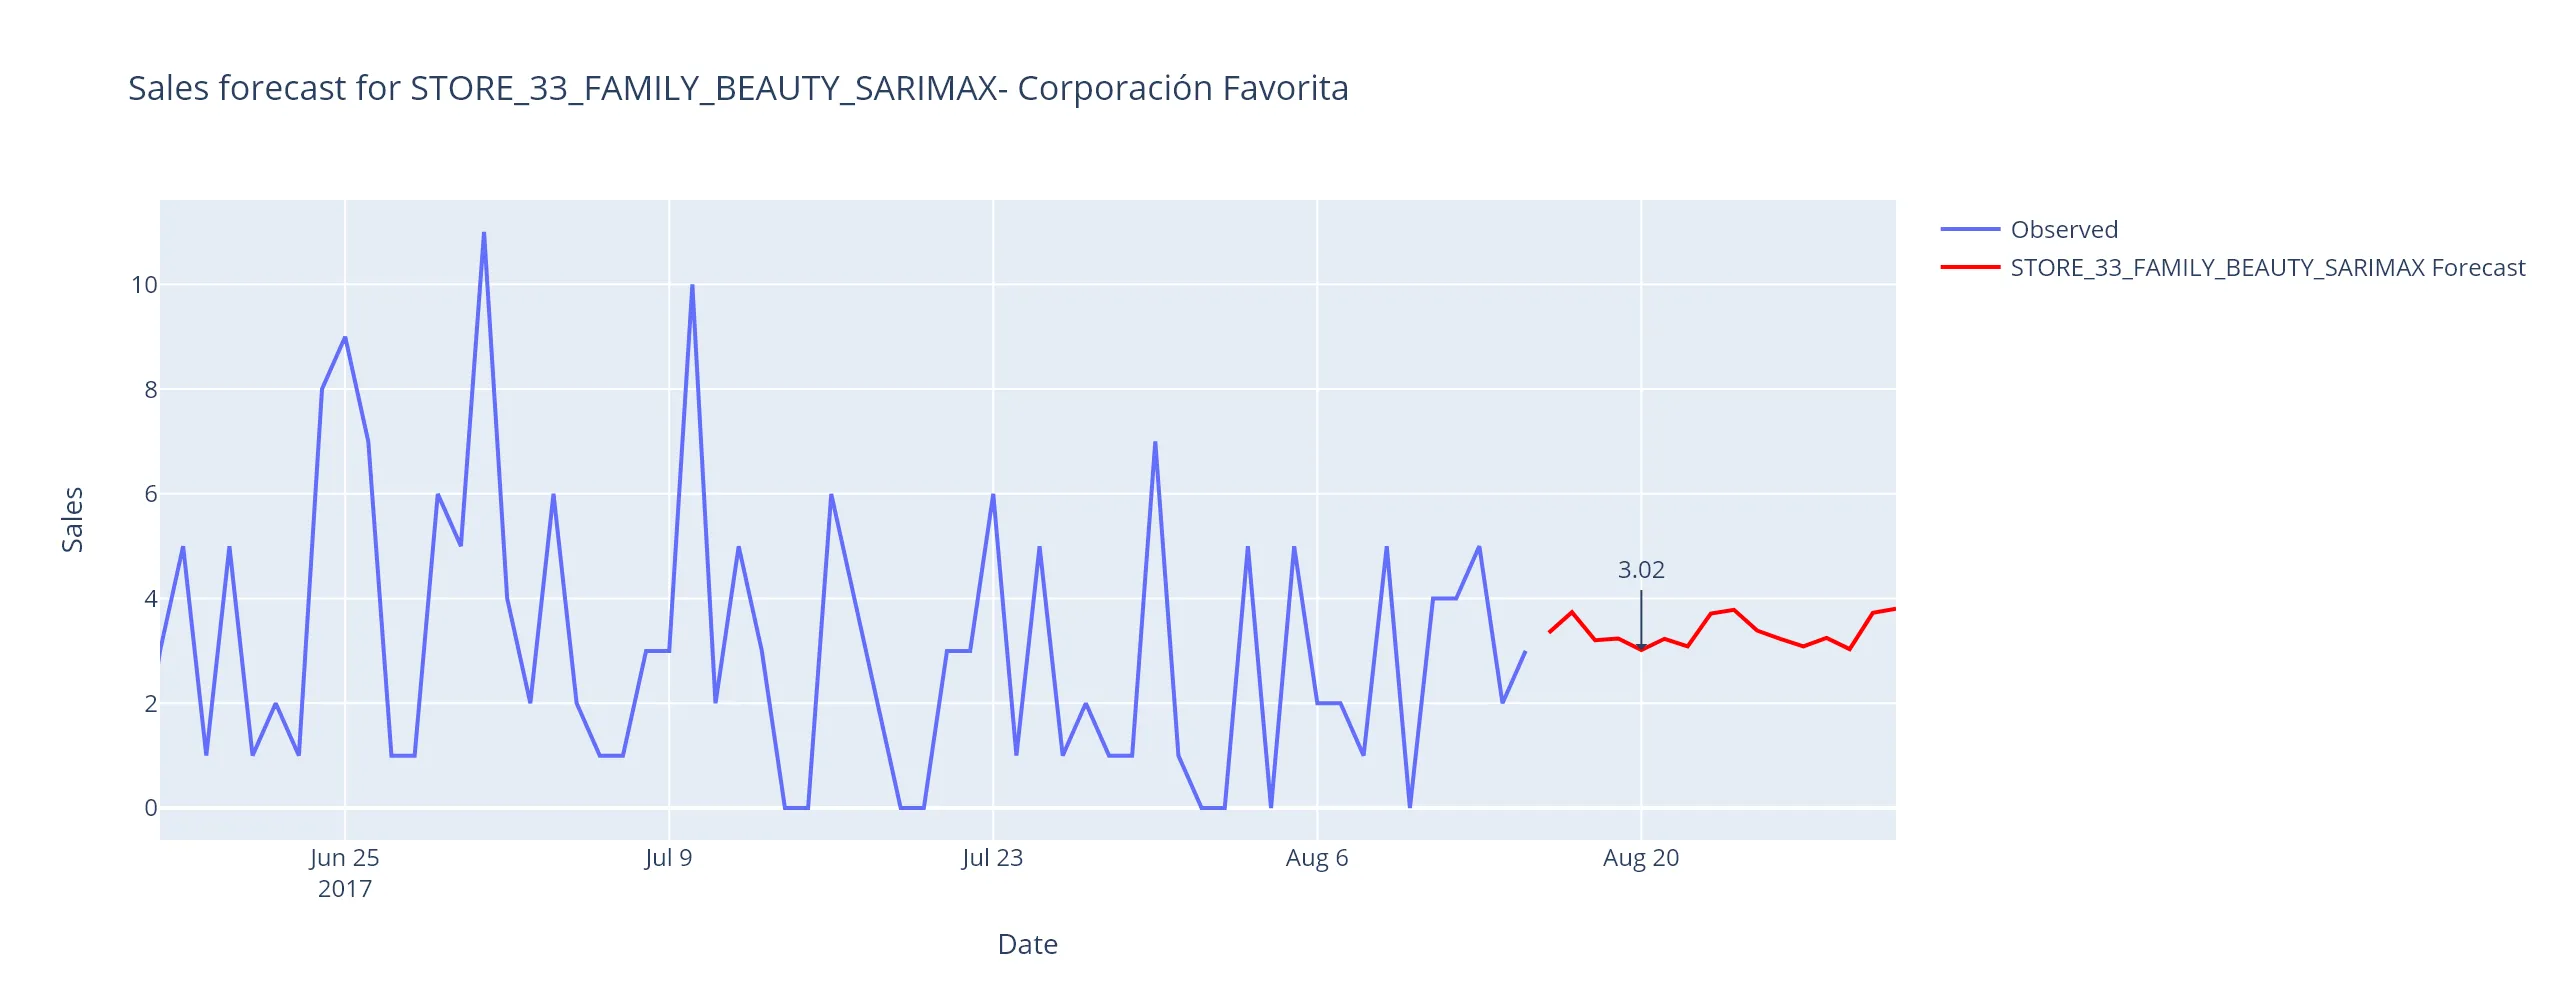 Sales forecast for STORE_33_FAMILY_BEAUTY_SARIMAX- Corporación Favorita
Observed
STORE_33_FAMILY_BEAUTY_SARIMAX Forecast
10
8
6
4
2
0
Sales
3.02
Jun 25
2017
Jul 9
Jul 23
Aug 6
Aug 20
Date